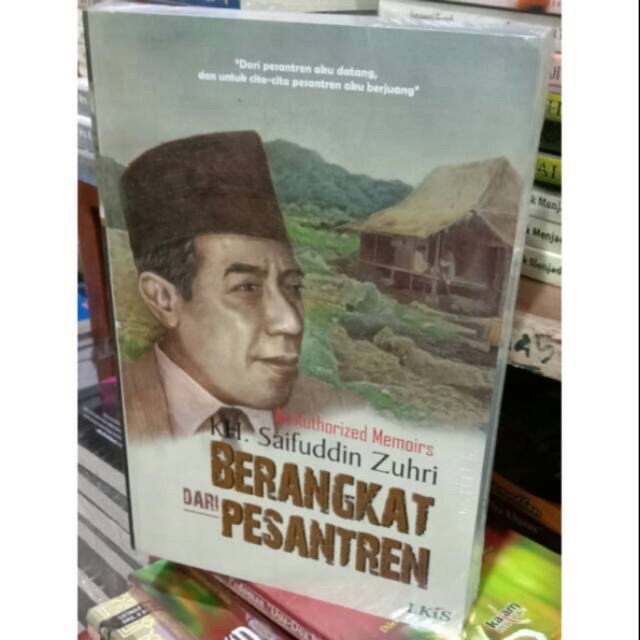 "Dari pesantren aku datang,
dan untuk cita-cita pesantren aku berjuang"
An Authorized Memoirs
KH. Saifuddin Zuhri
BERANGKAT
DARI
PESANTREN
LKiS
kaam